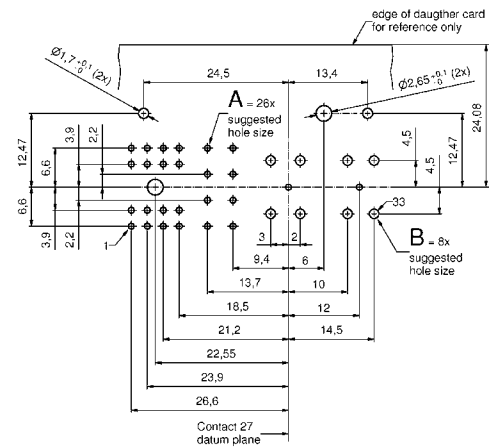 edge of daugther card
for reference only
Ø1,7 +0,1 -0 (2x)
24,5
13,4
Ø2,65 +0,1 -0 (2x)
24,08
A = 26x
suggested
hole size
12,47
6,6
3,9
2,2
4,5
4,5
12,47
6,6
3,9
2,2
1
3
2
33
B = 8x
suggested
hole size
9,4
6
13,7
10
18,5
12
21,2
14,5
22,55
23,9
26,6
Contact 27
datum plane